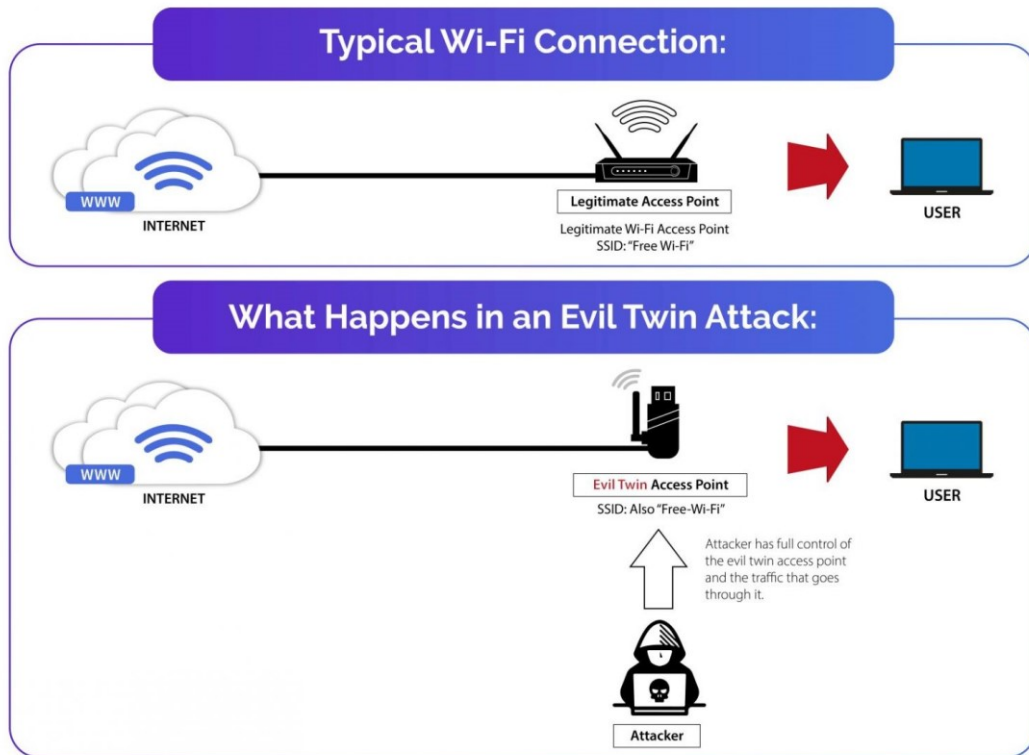 Typical Wi-Fi Connection:
WWW
INTERNET
Legitimate Access Point
Legitimate Wi-Fi Access Point
SSID: “Free Wi-Fi”
USER
What Happens in an Evil Twin Attack:
WWW
INTERNET
Evil Twin Access Point
SSID: Also “Free-Wi-Fi”
USER
Attacker has full control of
the evil twin access point
and the traffic that goes
through it.
Attacker